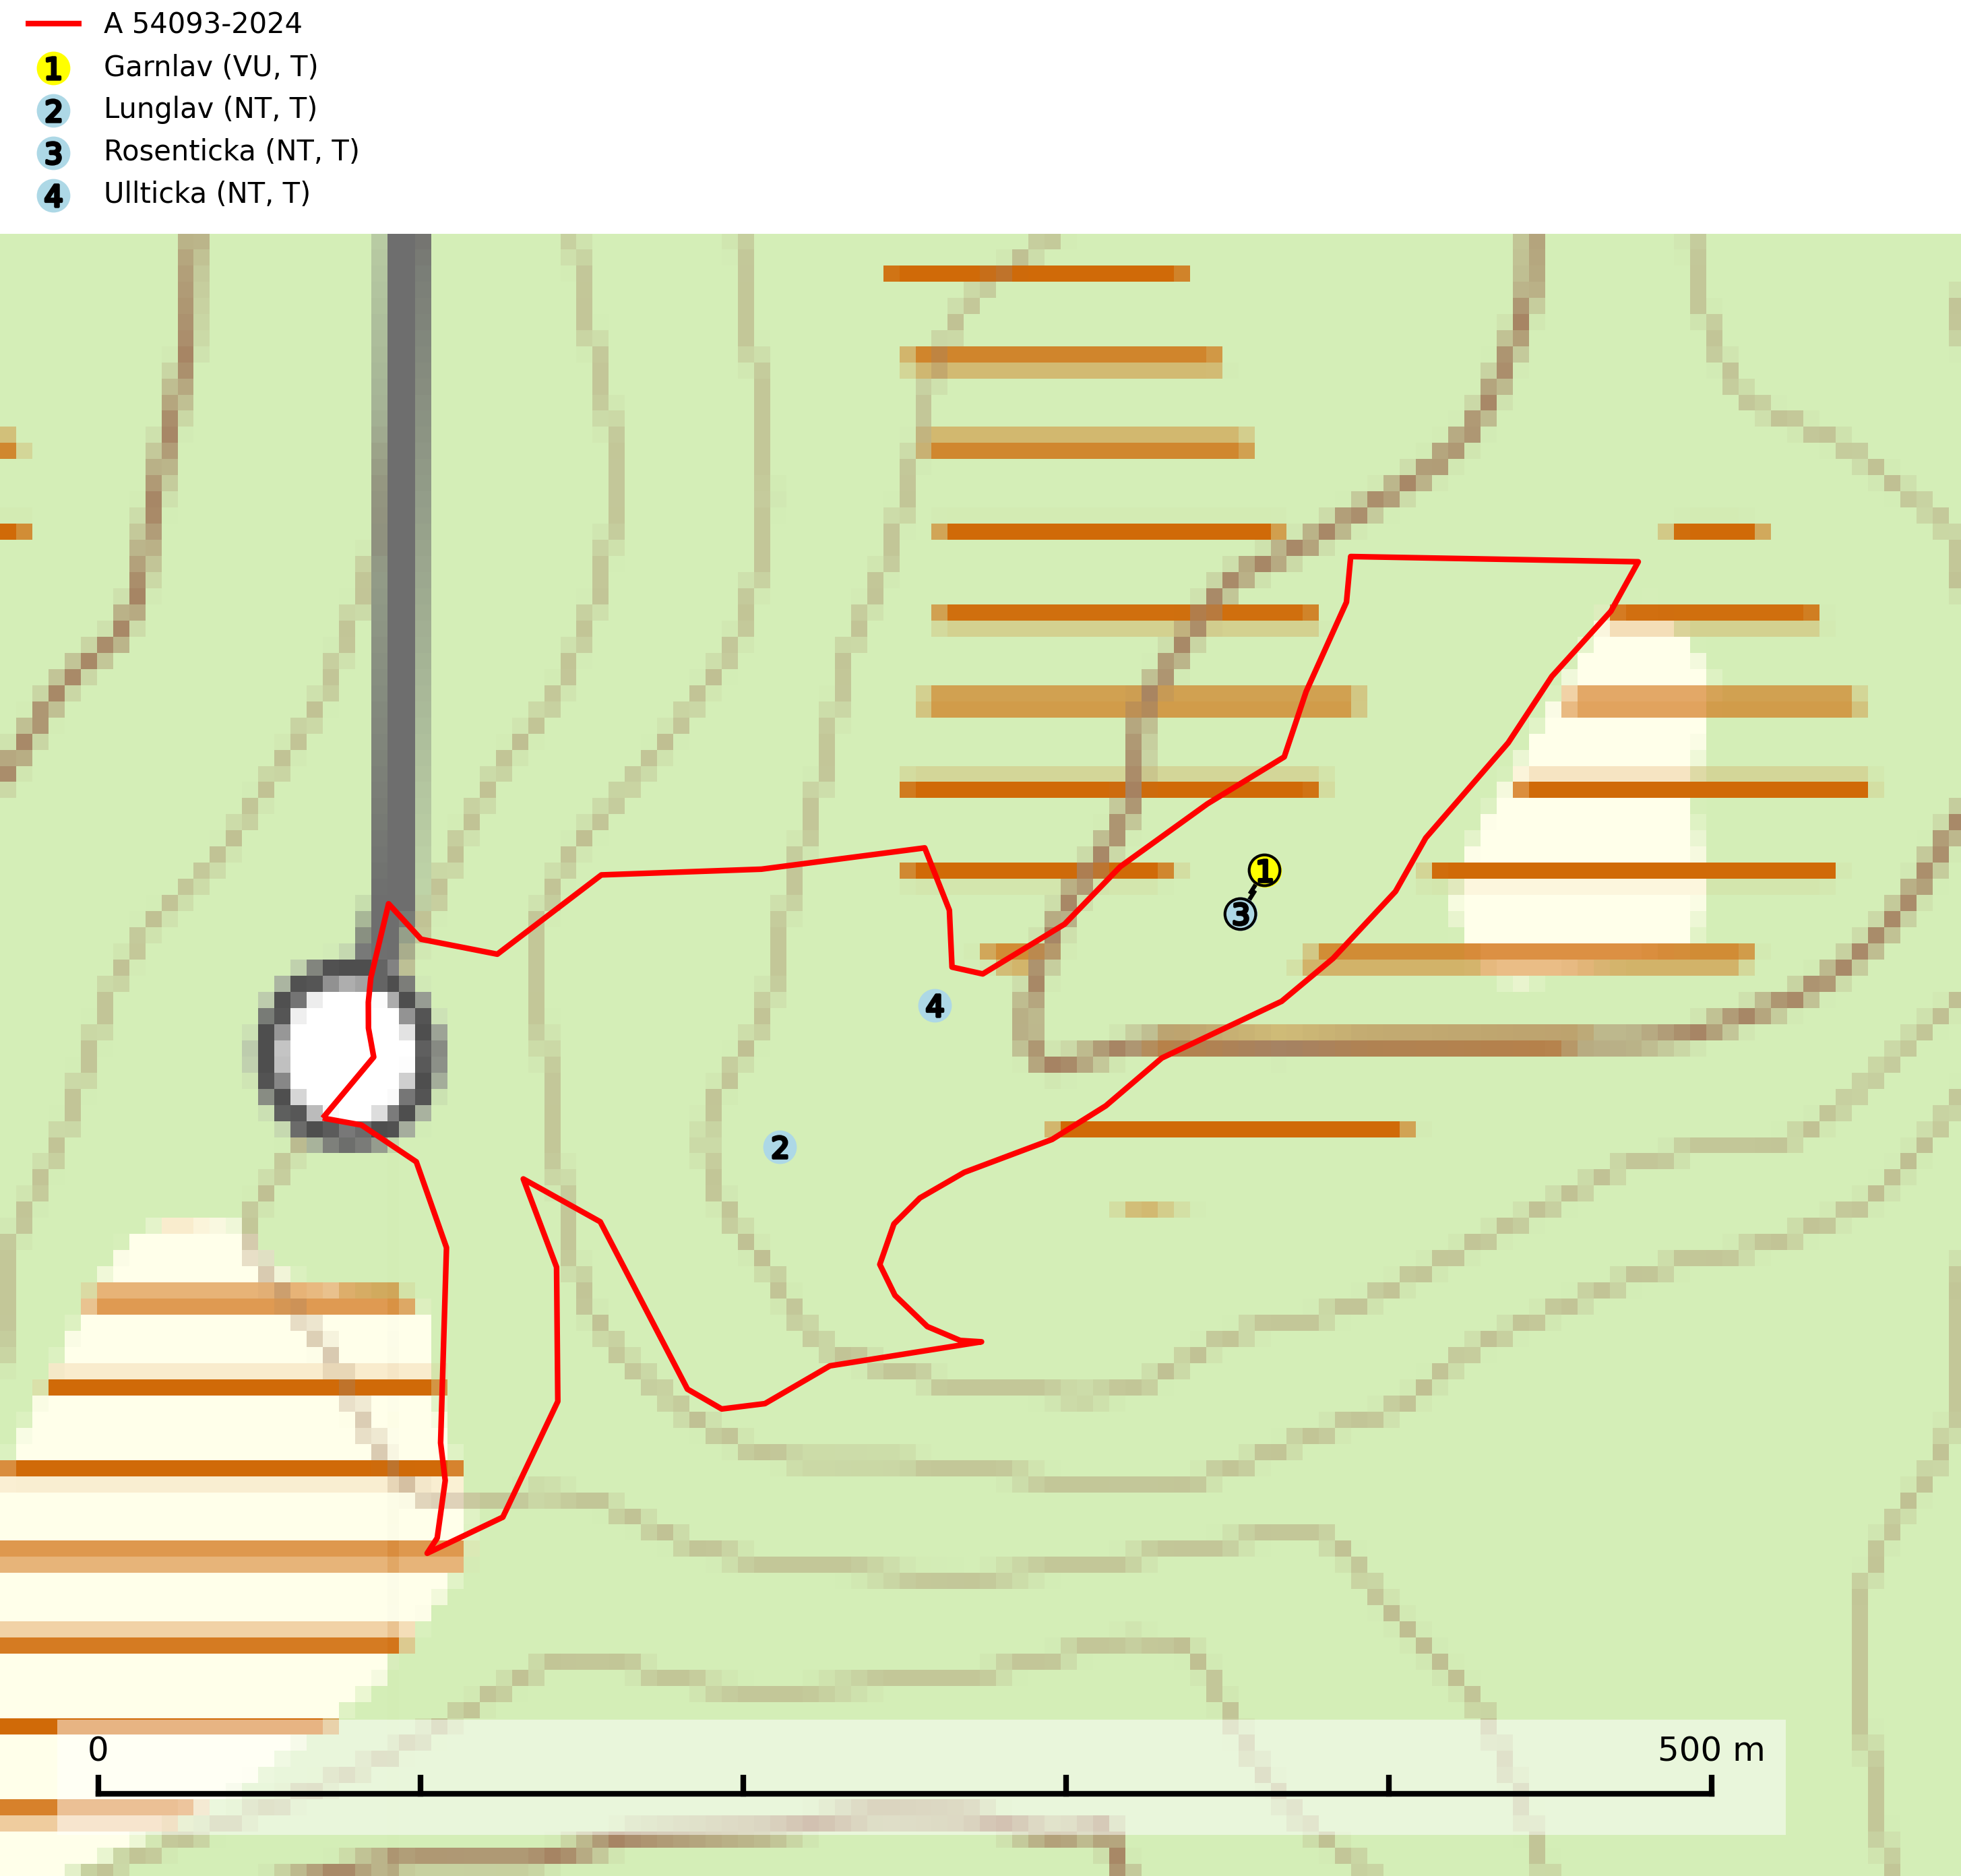 A 54093-2024
1 Garnlav (VU, T)
2 Lunglav (NT, T)
3 Rosenticka (NT, T)
4 Ullticka (NT, T)
1
3
4
2
0 500 m